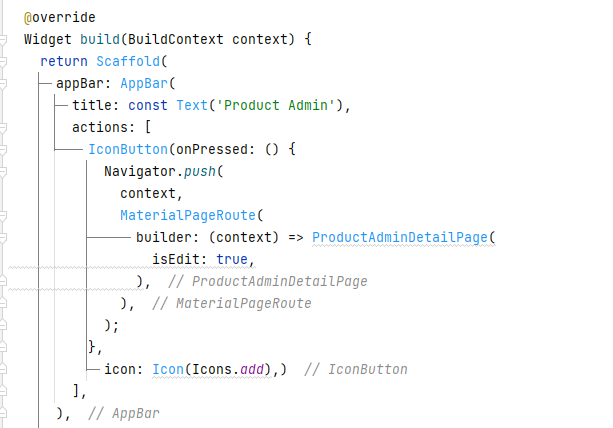 @override
Widget build(BuildContext context) {
return Scaffold(
appBar: AppBar(
title: const Text('Product Admin'),
actions: [
IconButton(onPressed: () {
Navigator.push(
context,
MaterialPageRoute(
builder: (context) => ProductAdminDetailPage(
isEdit: true,
), // ProductAdminDetailPage
), // MaterialPageRoute
);
},
icon: Icon(Icons.add),) // IconButton
],
), // AppBar